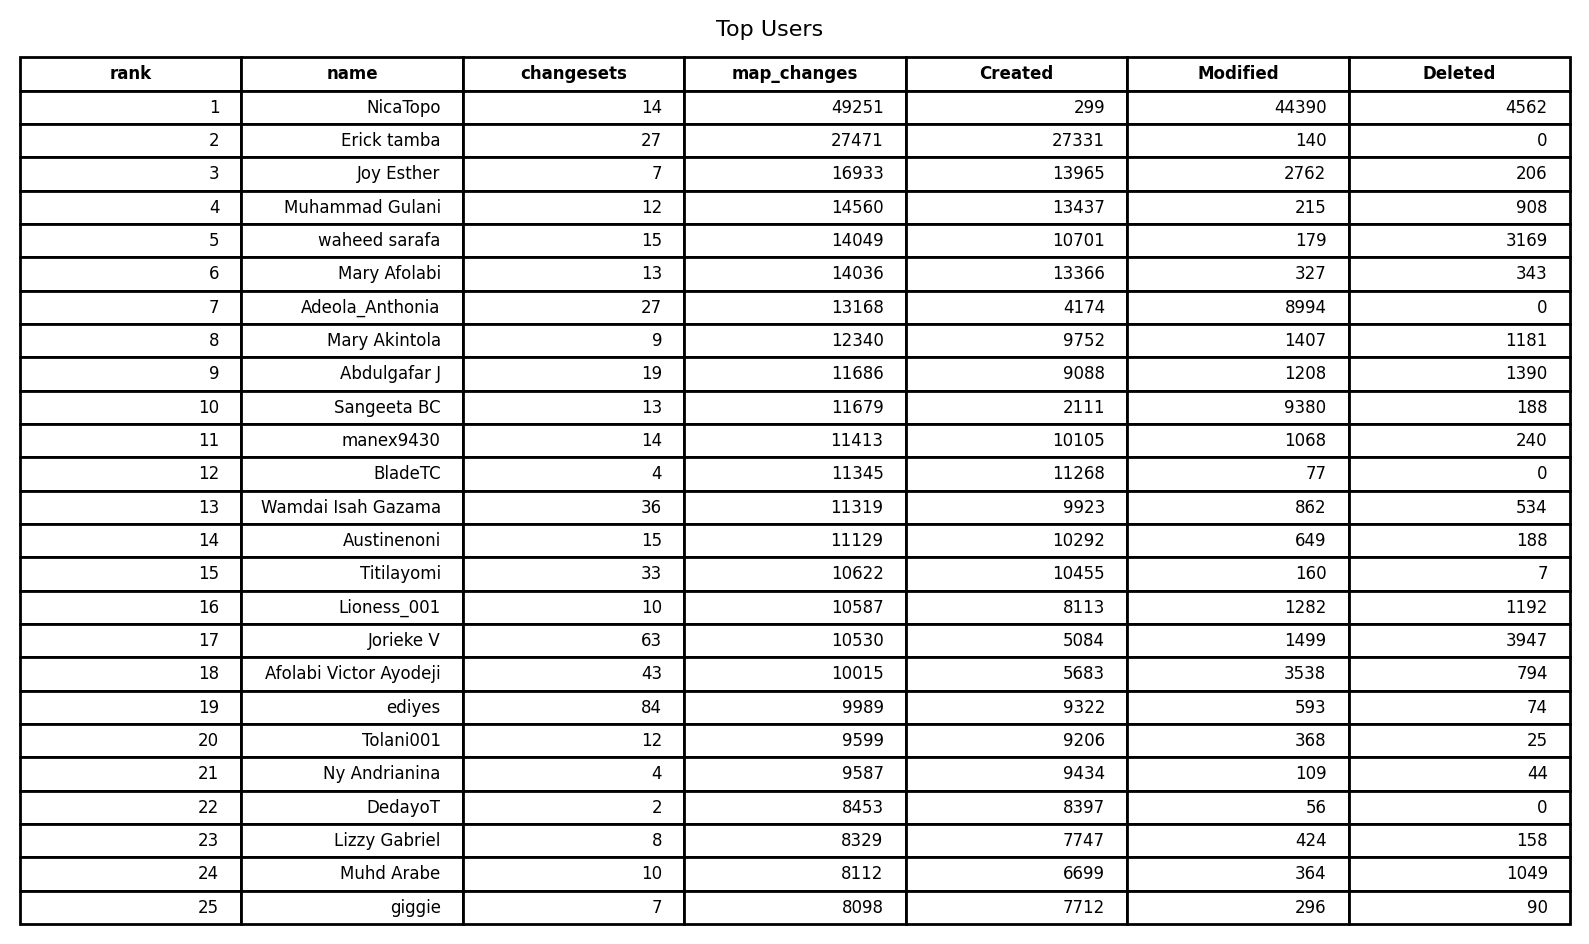 Top Users
rank name changesets map_changes Created Modified Deleted
1 NicaTopo 14 49251 299 44390 4562
2 Erick tamba 27 27471 27331 140 0
3 Joy Esther 7 16933 13965 2762 206
4 Muhammad Gulani 12 14560 13437 215 908
5 waheed sarafa 15 14049 10701 179 3169
6 Mary Afolabi 13 14036 13366 327 343
7 Adeola_Anthonia 27 13168 4174 8994 0
8 Mary Akintola 9 12340 9752 1407 1181
9 Abdulgafar J 19 11686 9088 1208 1390
10 Sangeeta BC 13 11679 2111 9380 188
11 manex9430 14 11413 10105 1068 240
12 BladeTC 4 11345 11268 77 0
13 Wamdai Isah Gazama 36 11319 9923 862 534
14 Austinenoni 15 11129 10292 649 188
15 Titilayomi 33 10622 10455 160 7
16 Lioness_001 10 10587 8113 1282 1192
17 Jorieke V 63 10530 5084 1499 3947
18 Afolabi Victor Ayodeji 43 10015 5683 3538 794
19 ediyes 84 9989 9322 593 74
20 Tolani001 12 9599 9206 368 25
21 Ny Andrianina 4 9587 9434 109 44
22 DedayoT 2 8453 8397 56 0
23 Lizzy Gabriel 8 8329 7747 424 158
24 Muhd Arabe 10 8112 6699 364 1049
25 giggie 7 8098 7712 296 90